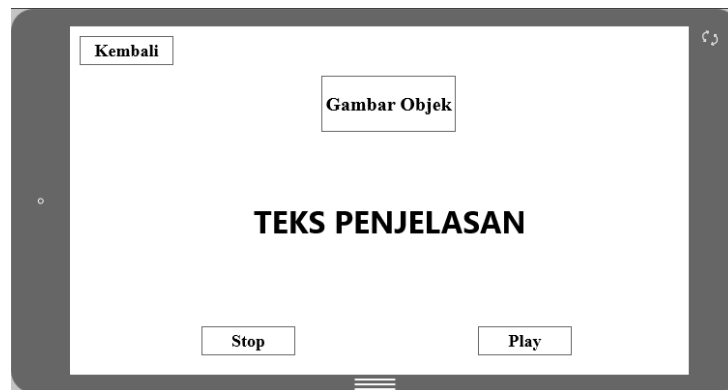 Kembali
Gambar Objek
TEKS PENJELASAN
Stop
Play